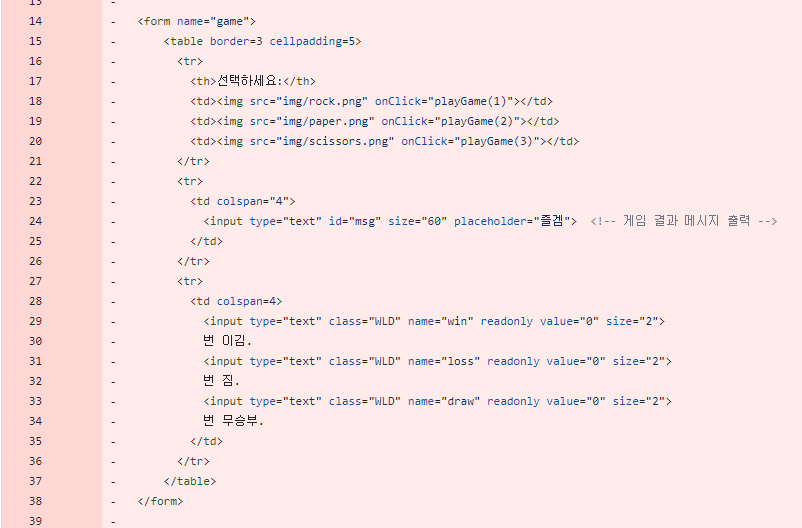 13 -
14 - <form name="game">
15 - <table border=3 cellpadding=5>
16 - <tr>
17 - <th>선택하세요:</th>
18 - <td><img src="img/rock.png" onClick="playGame(1)"></td>
19 - <td><img src="img/paper.png" onClick="playGame(2)"></td>
20 - <td><img src="img/scissors.png" onClick="playGame(3)"></td>
21 - </tr>
22 - <tr>
23 - <td colspan="4">
24 - <input type="text" id="msg" size="60" placeholder="즐겜"> <!-- 게임 결과 메시지 출력 -->
25 - </td>
26 - </tr>
27 - <tr>
28 - <td colspan=4>
29 - <input type="text" class="WLD" name="win" readonly value="0" size="2">
30 - 번 이김.
31 - <input type="text" class="WLD" name="loss" readonly value="0" size="2">
32 - 번 짐.
33 - <input type="text" class="WLD" name="draw" readonly value="0" size="2">
34 - 번 무승부.
35 - </td>
36 - </tr>
37 - </table>
38 - </form>
39 -